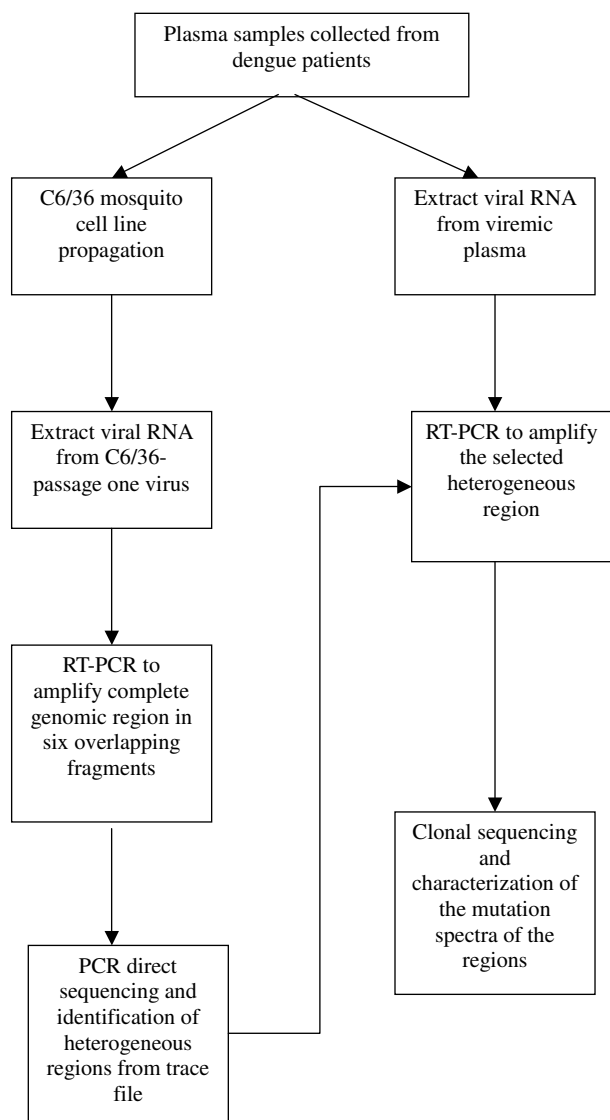 Plasma samples collected from
dengue patients
C6/36 mosquito
cell line
propagation
Extract viral RNA
from viremic
plasma
Extract viral RNA
from C6/36-
passage one virus
RT-PCR to amplify
the selected
heterogeneous
region
RT-PCR to
amplify complete
genomic region in
six overlapping
fragments
Clonal sequencing
and
characterization of
the mutation
spectra of the
regions
PCR direct
sequencing and
identification of
heterogeneous
regions from trace
file